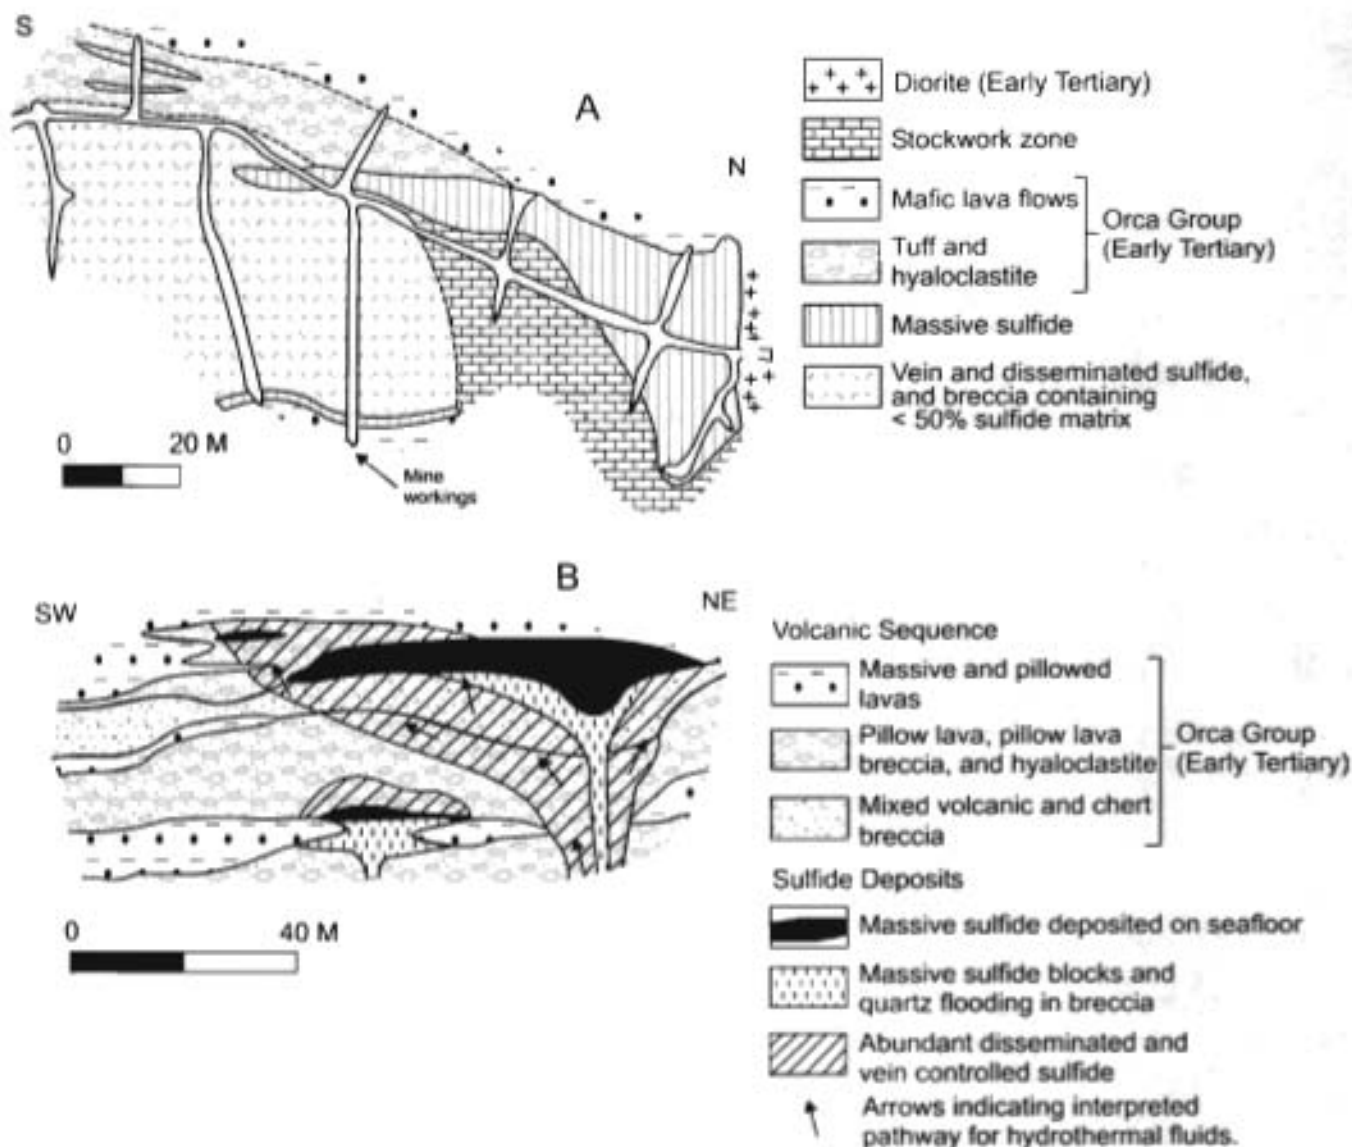 S
A
N
Diorite (Early Tertiary)
Stockwork zone
Mafic lava flows
Tuff and
hyaloclastite
Orca Group
(Early Tertiary)
Massive sulfide
Vein and disseminated sulfide,
and breccia containing
< 50% sulfide matrix
0 20 M
Mine
workings
B
SW
NE
Volcanic Sequence
Massive and pillowed
lavas
Pillow lava, pillow lava
breccia, and hyaloclastite
Mixed volcanic and chert
breccia
Orca Group
(Early Tertiary)
Sulfide Deposits
Massive sulfide deposited on seafloor
Massive sulfide blocks and
quartz flooding in breccia
Abundant disseminated and
vein controlled sulfide
Arrows indicating interpreted
pathway for hydrothermal fluids.
0 40 M